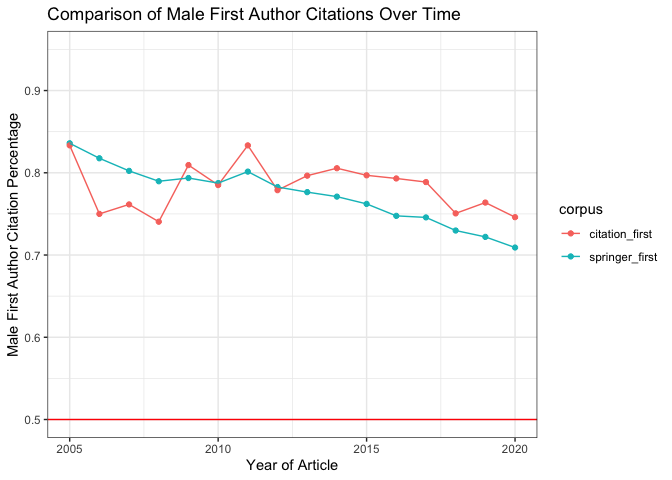 Comparison of Male First Author Citations Over Time
Male First Author Citation Percentage
0.9
0.8
0.7
0.6
0.5
2005
2010
2015
2020
Year of Article
corpus
citation_first
springer_first